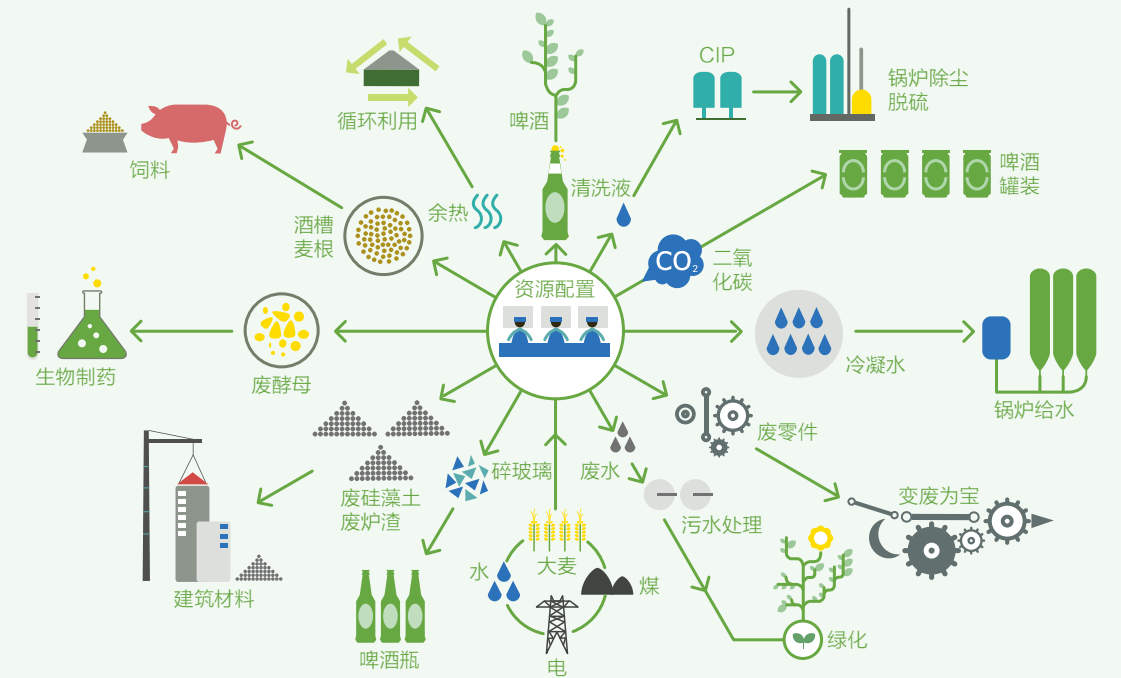 CIP
锅炉除尘
脱硫
循环利用
啤酒
饲料
啤酒
罐装
清洗液
余热
酒槽
麦根
CO₂
二氧
化碳
资源配置
生物制药
废酵母
冷凝水
锅炉给水
废零件
碎玻璃
废水
废硅藻土
废炉渣
变废为宝
污水处理
大麦
水
煤
建筑材料
绿化
啤酒瓶
电